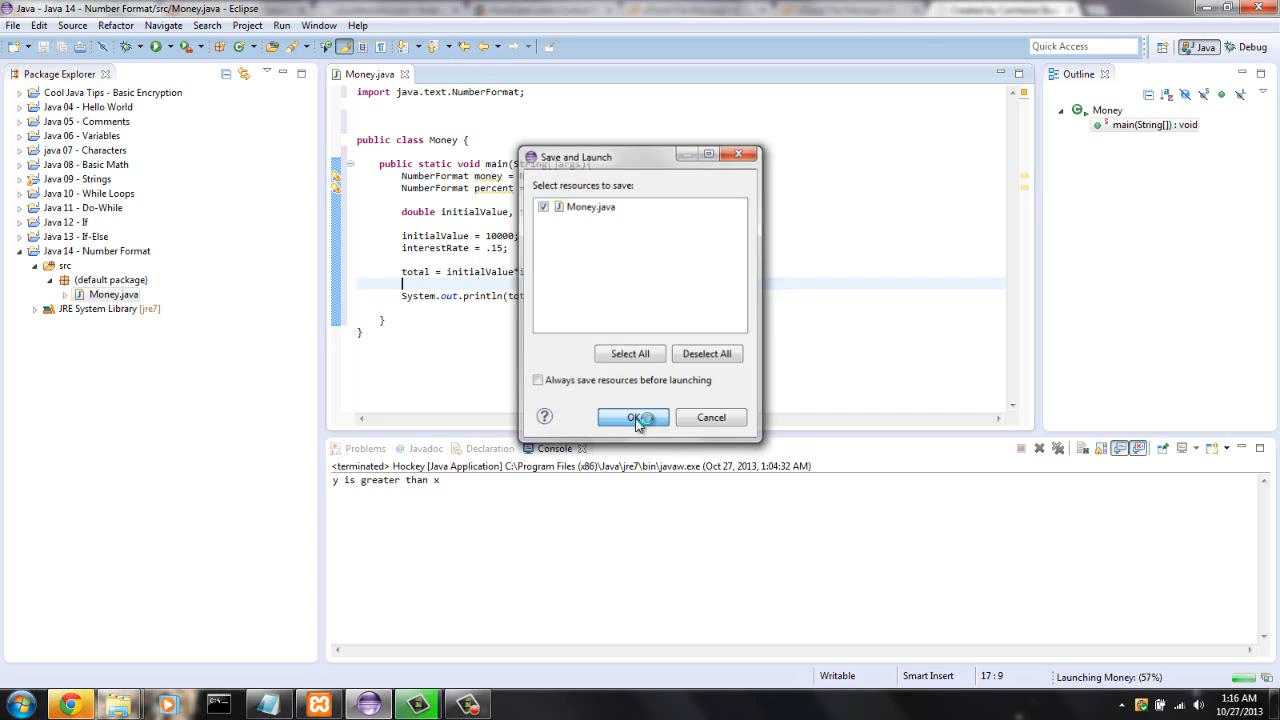 Java - Java 14 - Number Format/src/Money.java - Eclipse
File Edit Source Refactor Navigate Search Project Run Window Help
Quick Access
Java
Debug
Package Explorer
Cool Java Tips - Basic Encryption
Java 04 - Hello World
Java 05 - Comments
Java 06 - Variables
java 07 - Characters
Java 08 - Basic Math
Java 09 - Strings
Java 10 - While Loops
Java 11 - Do-While
Java 12 - If
Java 13 - If-Else
Java 14 - Number Format
src
(default package)
Money.java
JRE System Library [jre7]
Money.java
import java.text.NumberFormat;
public class Money {
public static void main(String[]args){
NumberFormat money =
NumberFormat percent =
double initialValue,
initialValue = 10000;
interestRate = .15;
total = initialValue*i
System.out.println(to
}
}
Save and Launch
Select resources to save:
Money.java
Select All
Deselect All
Always save resources before launching
OK
Cancel
Outline
Money
main(String[]) : void
Problems
@ Javadoc
Declaration
Console
<terminated> Hockey [Java Application] C:\Program Files (x86)\Java\jre7\bin\javaw.exe (Oct 27, 2013, 1:04:32 AM)
y is greater than x
Writable
Smart Insert
17 : 9
Launching Money: (57%)
1:16 AM
10/27/2013